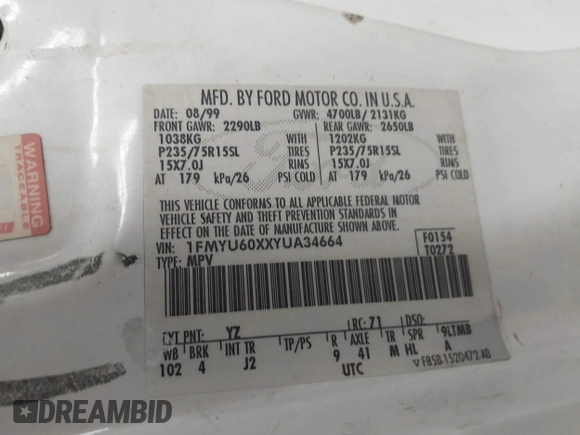 MFD. BY FORD MOTOR CO. IN U.S.A.
DATE: 08/99 GVWR: 4700LB/ 2131KG
FRONT GAWR: 2290LB REAR GAWR: 2650LB
1038KG WITH 1202KG WITH
P235/75R15SL TIRES P235/75R15SL TIRES
15X7.0J RIMS 15X7.0J RIMS
AT 179 kPa/26 PSI COLD AT 179 kPa/26 PSI COLD
THIS VEHICLE CONFORMS TO ALL APPLICABLE FEDERAL MOTOR
VEHICLE SAFETY AND THEFT PREVENTION STANDARDS IN
EFFECT ON THE DATE OF MANUFACTURE SHOWN ABOVE.
VIN: 1FMYU60XXYUA34664 F0154
TYPE: MPV T0272
EXT PNT: YZ RC: 71 DSO:
WB BRK INT TR TP/PS R AXLE TR SPR 9LTMB
102 4 J2 9 41 M HL A
UTC F85B-1520472-AB
WARNING
TRACEABLE
DREAMBID